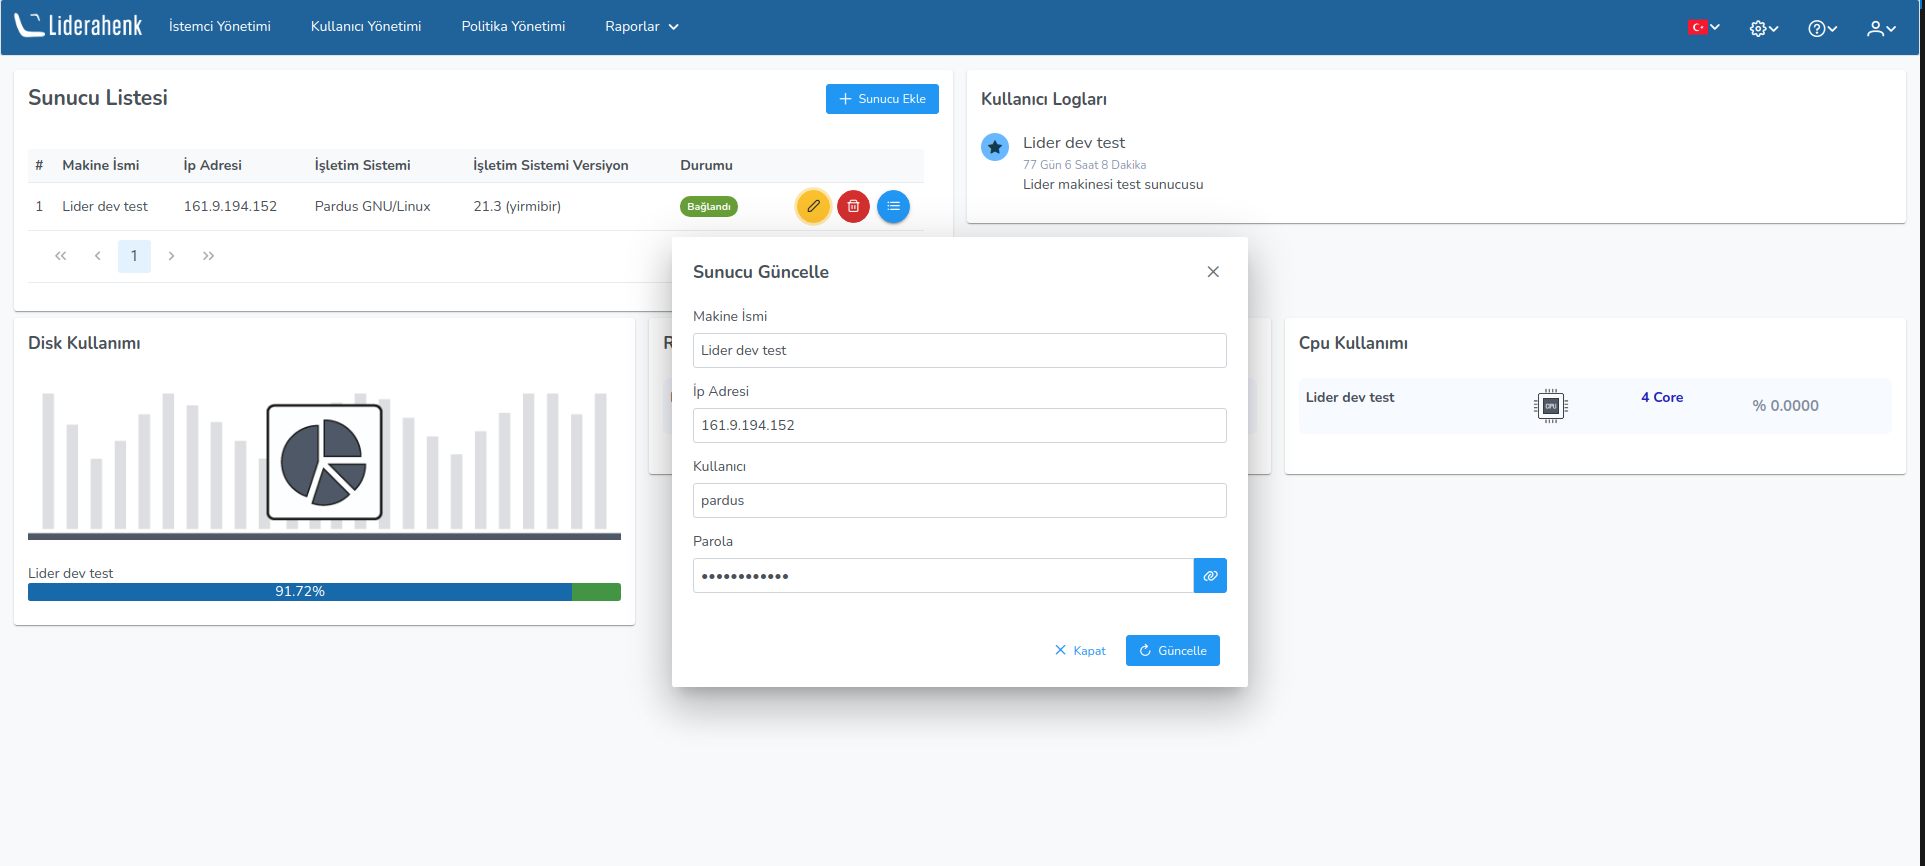 Liderahenk
İstemci Yönetimi
Kullanıcı Yönetimi
Politika Yönetimi
Raporlar
Sunucu Listesi
+ Sunucu Ekle
# Makine İsmi İp Adresi İşletim Sistemi İşletim Sistemi Versiyon Durumu
1 Lider dev test 161.9.194.152 Pardus GNU/Linux 21.3 (yirmibir) Bağlandı
1
Kullanıcı Logları
Lider dev test
77 Gün 6 Saat 8 Dakika
Lider makinesi test sunucusu
Sunucu Güncelle
Makine İsmi
Lider dev test
İp Adresi
161.9.194.152
Kullanıcı
pardus
Parola
••••••••••••
Kapat
Güncelle
Disk Kullanımı
Lider dev test
91.72%
Cpu Kullanımı
Lider dev test
CPU
4 Core
% 0.0000